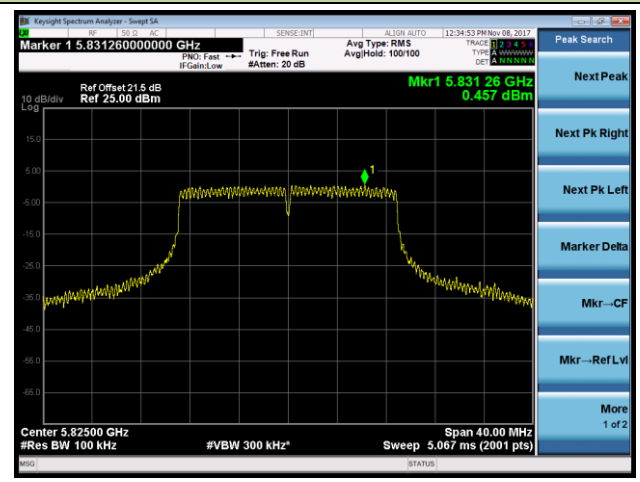 Keysight Spectrum Analyzer - Swept SA
RF 50 Ω AC SENSE:INT ALIGN AUTO 12:34:53 PM Nov 08, 2017
Marker 1 5.831260000000 GHz
PNO: Fast
IFGain:Low
Trig: Free Run
#Atten: 20 dB
Avg Type: RMS
Avg|Hold: 100/100
TRACE 1 2 3 4 5 6
TYPE A WWWWW
DET A N N N N N
Peak Search
Ref Offset 21.5 dB
Ref 25.00 dBm
10 dB/div
Log
Mkr1 5.831 26 GHz
0.457 dBm
15.0
5.00
-5.00
-15.0
-25.0
-35.0
-45.0
-55.0
-65.0
1
Center 5.82500 GHz
#Res BW 100 kHz
#VBW 300 kHz*
Span 40.00 MHz
Sweep 5.067 ms (2001 pts)
MSG
STATUS
Next Peak
Next Pk Right
Next Pk Left
Marker Delta
Mkr→CF
Mkr→Ref Lvl
More
1 of 2